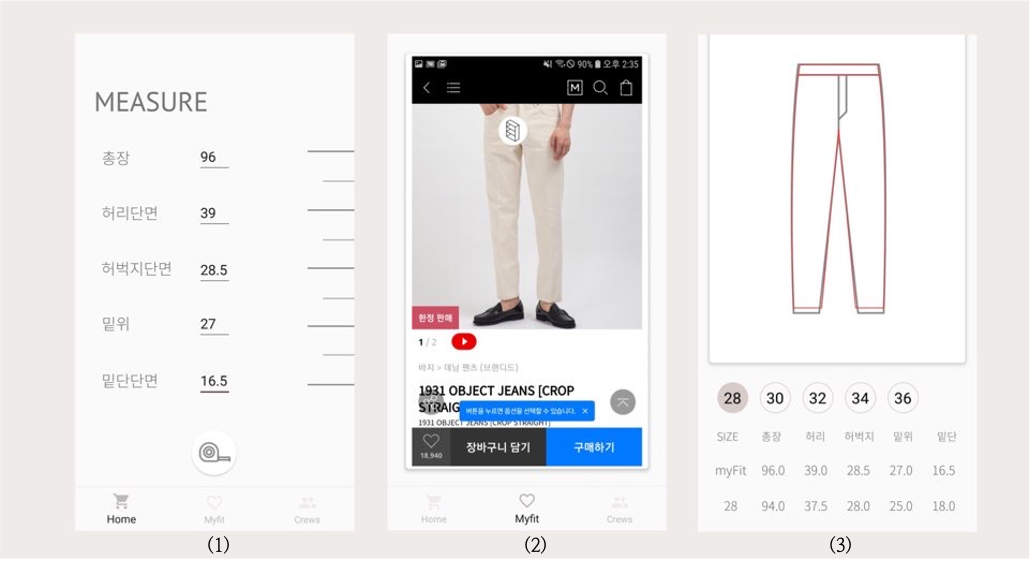 MEASURE
총장 96
허리단면 39
허벅지단면 28.5
밑위 27
밑단단면 16.5
Home Myfit Crews
(1)
90% 오후 2:35
M
한정 판매
1 / 2
바지 > 데님 팬츠 (브랜디드)
1931 OBJECT JEANS [CROP
STRAIG
버튼을 누르면 옵션을 선택할 수 있습니다. ×
1931 OBJECT JEANS [CROP STRAIGHT]
18,940 장바구니 담기 구매하기
Home Myfit Crews
(2)
28 30 32 34 36
SIZE 총장 허리 허벅지 밑위 밑단
myFit 96.0 39.0 28.5 27.0 16.5
28 94.0 37.5 28.0 25.0 18.0
(3)